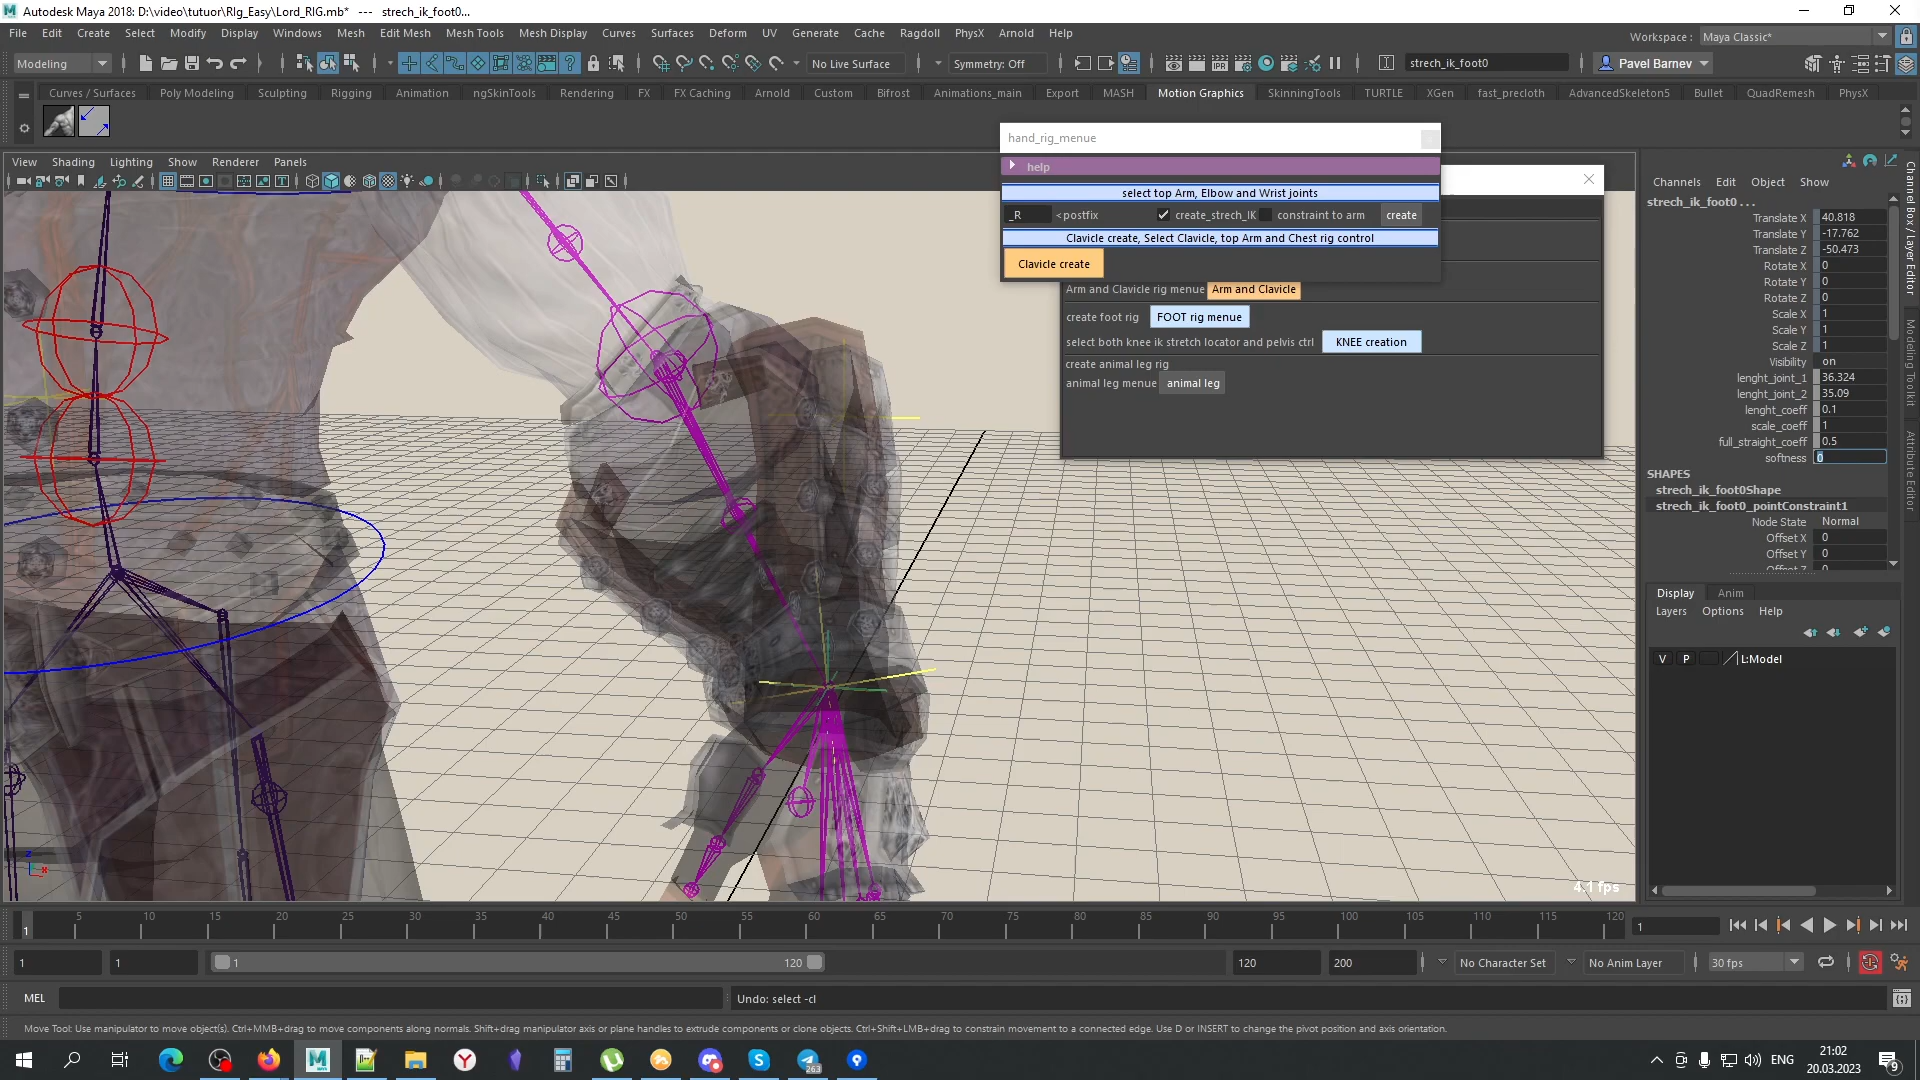 Autodesk Maya 2018: D:\video\tutuor\RIg_Easy\Lord_RIG.mb* --- strech_ik_foot0...
File Edit Create Select Modify Display Windows Mesh Edit Mesh Mesh Tools Mesh Display Curves Surfaces Deform UV Generate Cache Ragdoll PhysX Arnold Help
Workspace : Maya Classic*
Modeling No Live Surface Symmetry: Off IPR strech_ik_foot0 Pavel Barnev
Curves / Surfaces Poly Modeling Sculpting Rigging Animation ngSkinTools Rendering FX FX Caching Arnold Custom Bifrost Animations_main Export MASH Motion Graphics SkinningTools TURTLE XGen fast_precloth AdvancedSkeleton5 Bullet QuadRemesh PhysX
hand_rig_menue
View Shading Lighting Show Renderer Panels
help
select top Arm, Elbow and Wrist joints
_R <postfix create_strech_IK constraint to arm create
Clavicle create, Select Clavicle, top Arm and Chest rig control
Clavicle create
Arm and Clavicle rig menue Arm and Clavicle
create foot rig FOOT rig menue
select both knee ik stretch locator and pelvis ctrl KNEE creation
create animal leg rig
animal leg menue animal leg
4.1 fps
Channels Edit Object Show
strech_ik_foot0 . . .
Translate X 40.818
Translate Y -17.762
Translate Z -50.473
Rotate X 0
Rotate Y 0
Rotate Z 0
Scale X 1
Scale Y 1
Scale Z 1
Visibility on
lenght_joint_1 36.324
lenght_joint_2 35.09
lenght_coeff 0.1
scale_coeff 1
full_straight_coeff 0.5
softness 0
SHAPES
strech_ik_foot0Shape
strech_ik_foot0_pointConstraint1
Node State Normal
Offset X 0
Offset Y 0
Offset Z 0
Channel Box / Layer Editor
Modeling Toolkit
Attribute Editor
Display Anim
Layers Options Help
V P L:Model
5 10 15 20 25 30 35 40 45 50 55 60 65 70 75 80 85 90 95 100 105 110 115 120
1 1
1 1 1 120 120 200 No Character Set No Anim Layer 30 fps
MEL Undo: select -cl
Move Tool: Use manipulator to move object(s). Ctrl+MMB+drag to move components along normals. Shift+drag manipulator axis or plane handles to extrude components or clone objects. Ctrl+Shift+LMB+drag to constrain movement to a connected edge. Use D or INSERT to change the pivot position and axis orientation.
263 ENG 21:02
20.03.2023 9